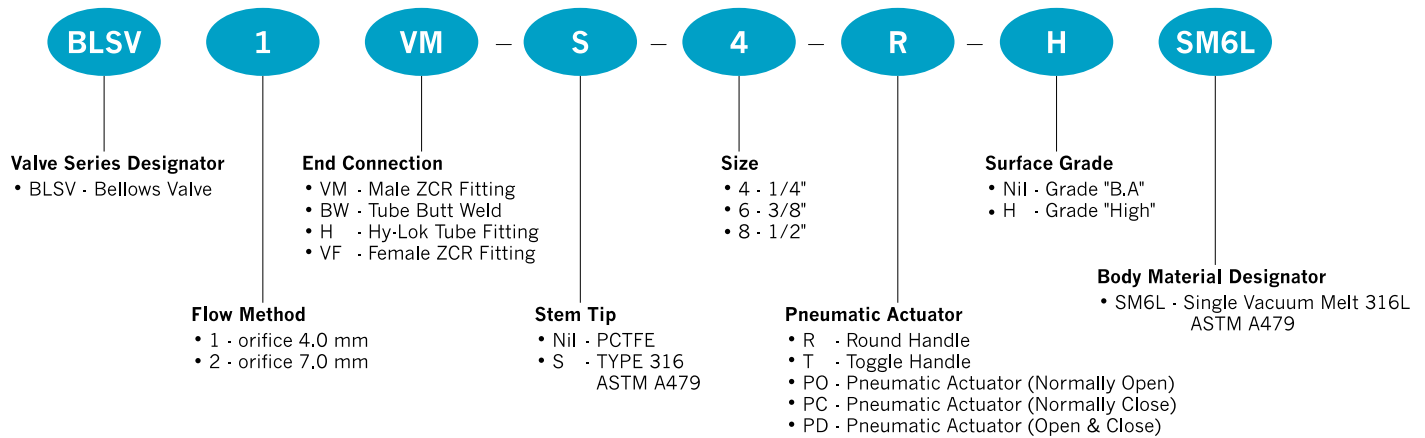 BLSV 1 VM - S - 4 - R - H SM6L
Valve Series Designator
• BLSV - Bellows Valve
End Connection
• VM - Male ZCR Fitting
• BW - Tube Butt Weld
• H - Hy-Lok Tube Fitting
• VF - Female ZCR Fitting
Size
• 4 - 1/4"
• 6 - 3/8"
• 8 - 1/2"
Surface Grade
• Nil - Grade "B.A"
• H - Grade "High"
Flow Method
• 1 - orifice 4.0 mm
• 2 - orifice 7.0 mm
Stem Tip
• Nil - PCTFE
• S - TYPE 316
ASTM A479
Pneumatic Actuator
• R - Round Handle
• T - Toggle Handle
• PO - Pneumatic Actuator (Normally Open)
• PC - Pneumatic Actuator (Normally Close)
• PD - Pneumatic Actuator (Open & Close)
Body Material Designator
• SM6L - Single Vacuum Melt 316L
ASTM A479